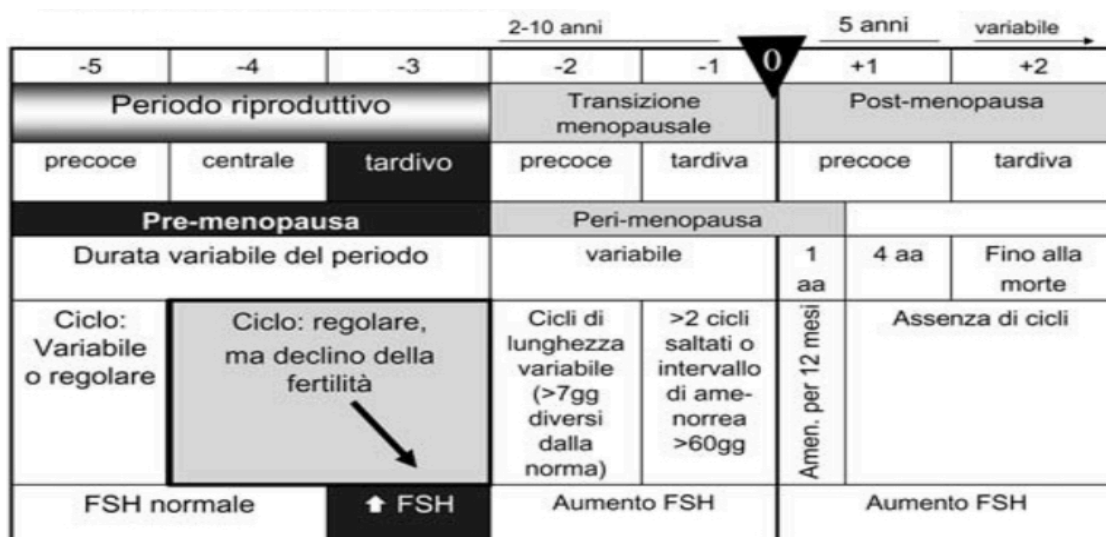 2-10 anni
5 anni
variabile
-5 -4 -3 -2 -1 0 +1 +2
Periodo riproduttivo
Transizione
menopausale
Post-menopausa
precoce centrale tardivo precoce tardiva precoce tardiva
Pre-menopausa Peri-menopausa
Durata variabile del periodo
variabile
1
aa
4 aa
Fino alla
morte
Ciclo:
Variabile
o regolare
Ciclo: regolare,
ma declino della
fertilità
Cicli di
lunghezza
variabile
(>7gg
diversi
dalla
norma)
>2 cicli
saltati o
intervallo
di ame-
norrea
>60gg
Amen. per 12 mesi
Assenza di cicli
FSH normale ⬆ FSH Aumento FSH Aumento FSH